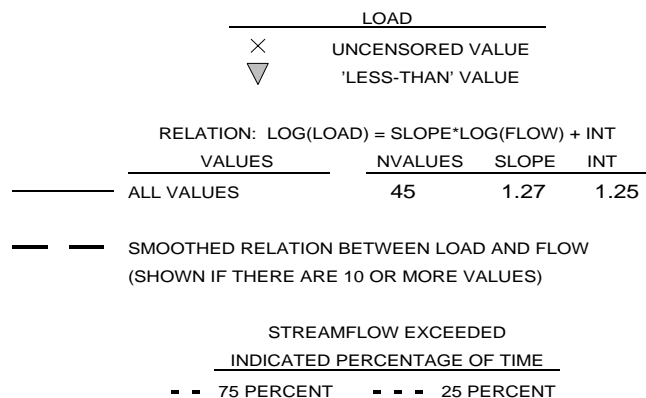 LOAD
UNCENSORED VALUE
'LESS-THAN' VALUE
RELATION: LOG(LOAD) = SLOPE*LOG(FLOW) + INT
VALUES NVALUES SLOPE INT
ALL VALUES 45 1.27 1.25
SMOOTHED RELATION BETWEEN LOAD AND FLOW
(SHOWN IF THERE ARE 10 OR MORE VALUES)
STREAMFLOW EXCEEDED
INDICATED PERCENTAGE OF TIME
75 PERCENT 25 PERCENT